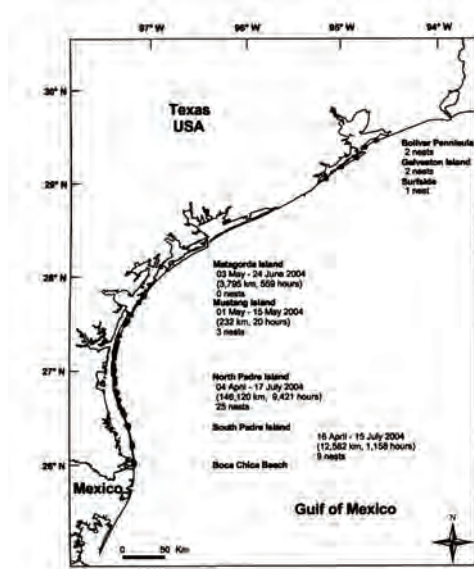 97° W 96° W 95° W 94° W
30° N
Texas
USA
Bolivar Penninsula
2 nests
Galveston Island
2 nests
Surfside
1 nest
29° N
28° N
Matagorda Island
03 May - 24 June 2004
(3,795 km, 559 hours)
0 nests
Mustang Island
01 May - 15 May 2004
(232 km, 20 hours)
3 nests
27° N
North Padre Island
04 April - 17 July 2004
(146,120 km, 9,421 hours)
25 nests
South Padre Island
16 April - 15 July 2004
(12,582 km, 1,158 hours)
9 nests
26° N
Boca Chica Beach
Mexico
Gulf of Mexico
N
0 50 Km